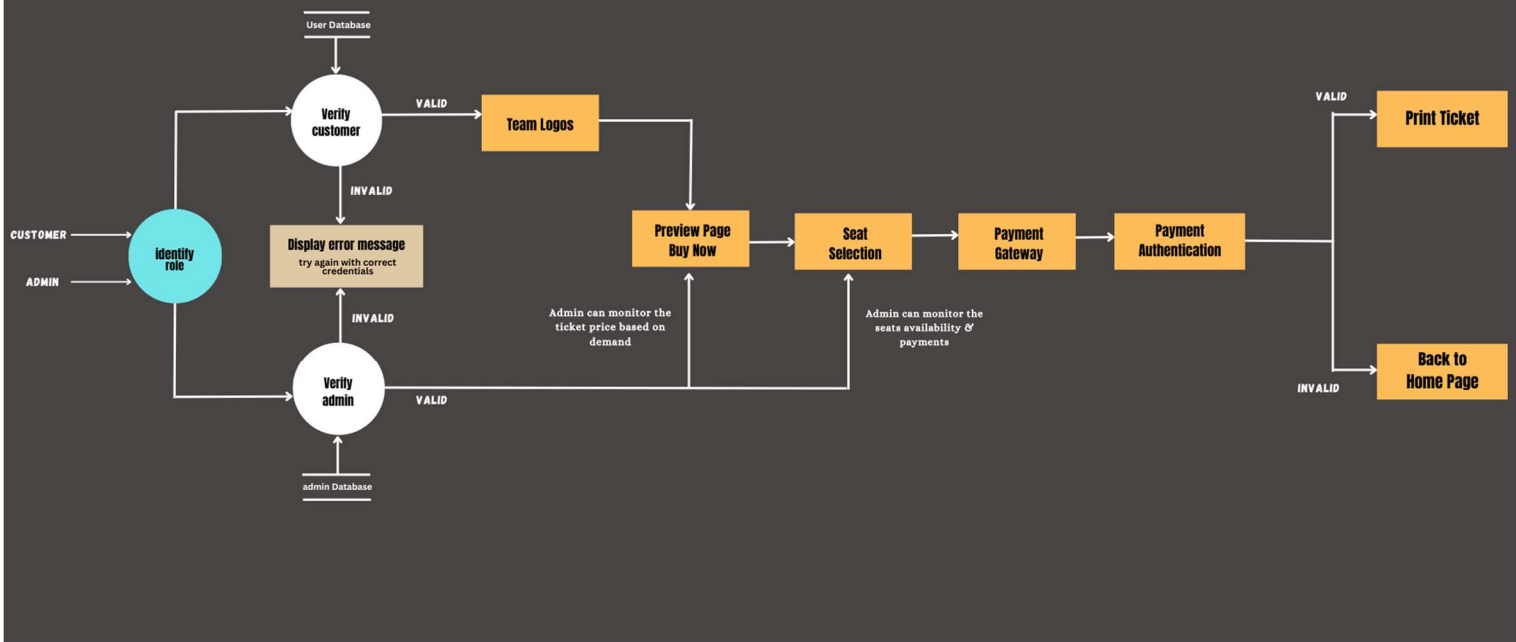 User Database
Verify
customer
VALID
Team Logos
VALID
Print Ticket
INVALID
CUSTOMER
ADMIN
identify
role
Display error message
try again with correct
credentials
Preview Page
Buy Now
Seat
Selection
Payment
Gateway
Payment
Authentication
INVALID
Admin can monitor the
ticket price based on
demand
Admin can monitor the
seats availability &
payments
Verify
admin
VALID
Back to
Home Page
INVALID
admin Database